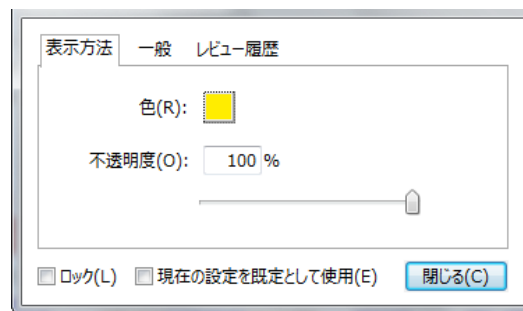 表示方法 一般 レビュー履歴
色(R):
不透明度(O): 100 %
ロック(L) 現在の設定を既定として使用(E) 閉じる(C)